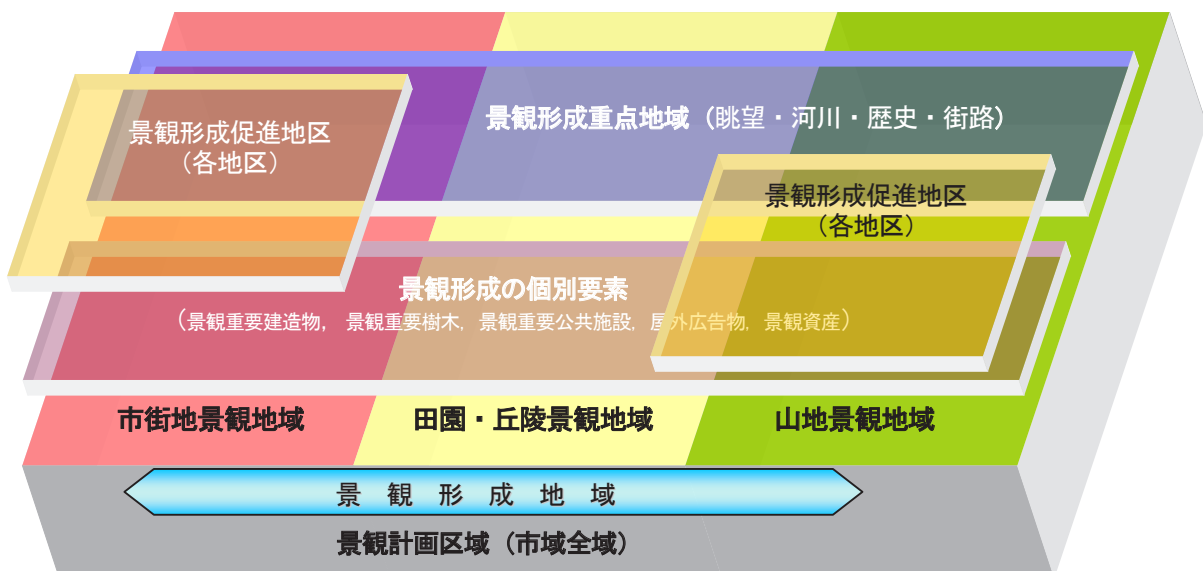 景観形成重点地域（眺望・河川・歴史・街路）
景観形成促進地区
（各地区）
景観形成促進地区
（各地区）
景観形成の個別要素
（景観重要建造物, 景観重要樹木, 景観重要公共施設, 屋外広告物, 景観資産）
市街地景観地域
田園・丘陵景観地域
山地景観地域
景観形成地域
景観計画区域（市域全域）